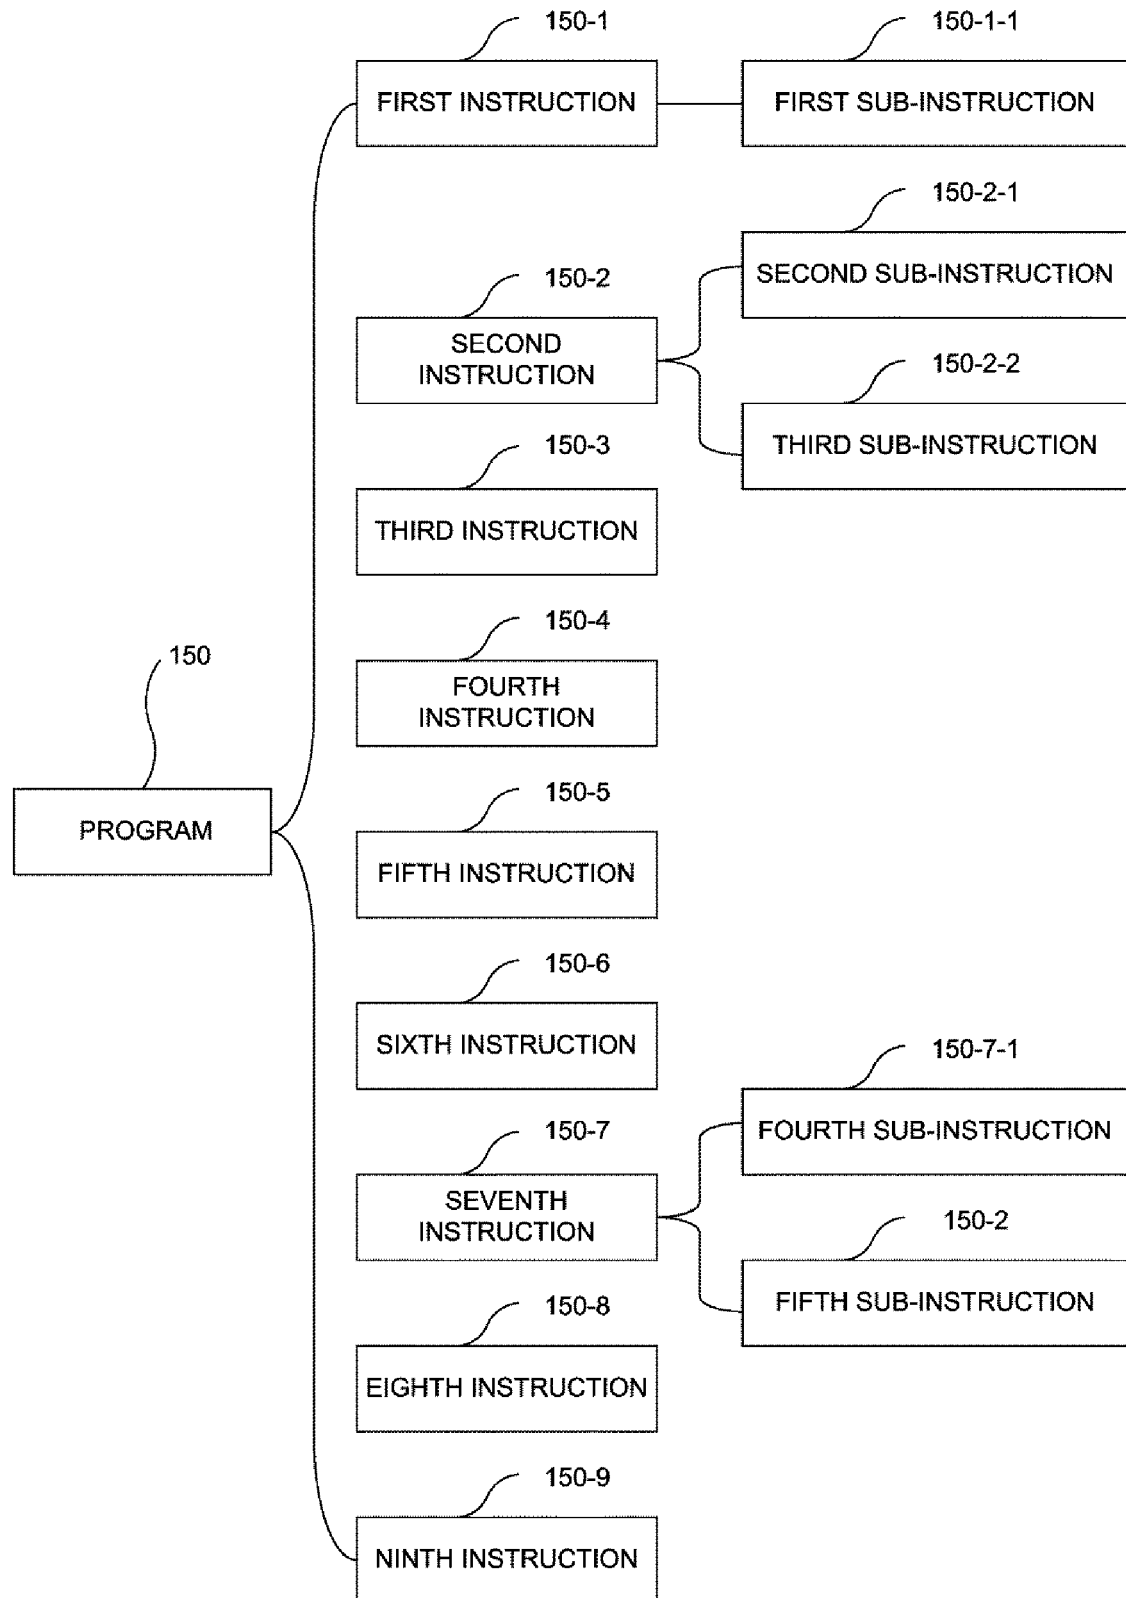 150-1
150-1-1
FIRST INSTRUCTION
FIRST SUB-INSTRUCTION
150-2-1
SECOND SUB-INSTRUCTION
150-2
SECOND
INSTRUCTION
150-2-2
THIRD SUB-INSTRUCTION
150-3
THIRD INSTRUCTION
150-4
FOURTH
INSTRUCTION
150
PROGRAM
150-5
FIFTH INSTRUCTION
150-6
SIXTH INSTRUCTION
150-7-1
FOURTH SUB-INSTRUCTION
150-7
SEVENTH
INSTRUCTION
150-2
FIFTH SUB-INSTRUCTION
150-8
EIGHTH INSTRUCTION
150-9
NINTH INSTRUCTION